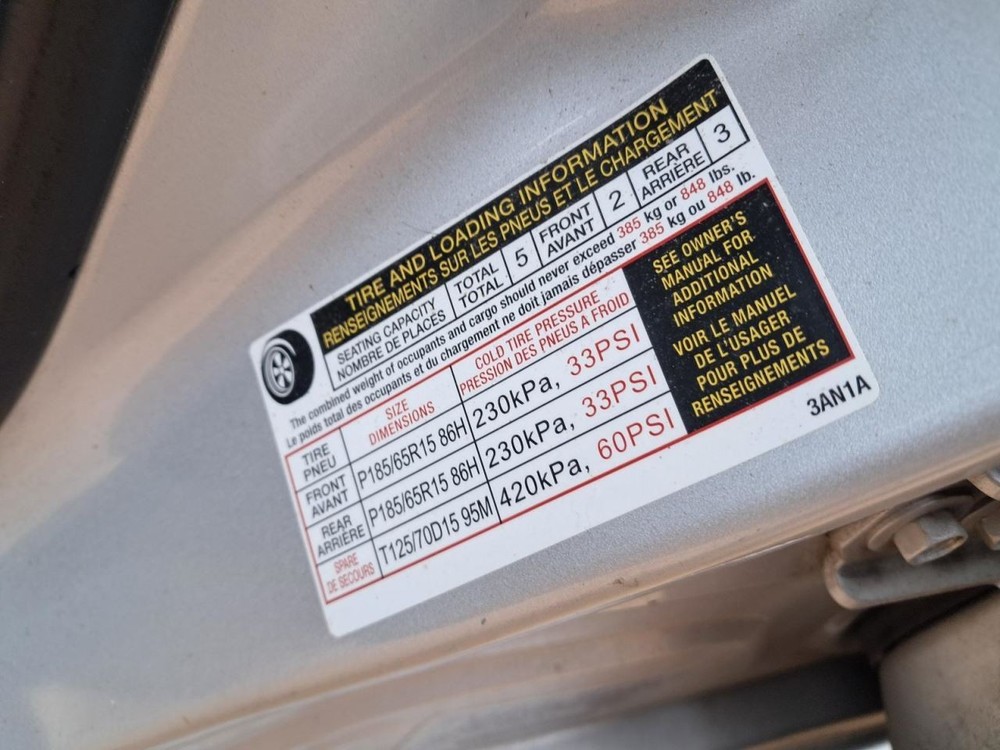 TIRE AND LOADING INFORMATION
RENSEIGNEMENTS SUR LES PNEUS ET LE CHARGEMENT
SEATING CAPACITY
NOMBRE DE PLACES
TOTAL
TOTAL
5
FRONT
AVANT
2
REAR
ARRIÈRE
3
The combined weight of occupants and cargo should never exceed 385 kg or 848 lbs.
Le poids total des occupants et du chargement ne doit jamais dépasser 385 kg ou 848 lb.
TIRE
PNEU
SIZE
DIMENSIONS
COLD TIRE PRESSURE
PRESSION DES PNEUS A FROID
FRONT
AVANT
P185/65R15 86H
230kPa, 33PSI
REAR
ARRIÈRE
P185/65R15 86H
230kPa, 33PSI
SPARE
DE SECOURS
T125/70D15 95M
420kPa, 60PSI
SEE OWNER'S
MANUAL FOR
ADDITIONAL
INFORMATION
VOIR LE MANUEL
DE L'USAGER
POUR PLUS DE
RENSEIGNEMENTS
3AN1A